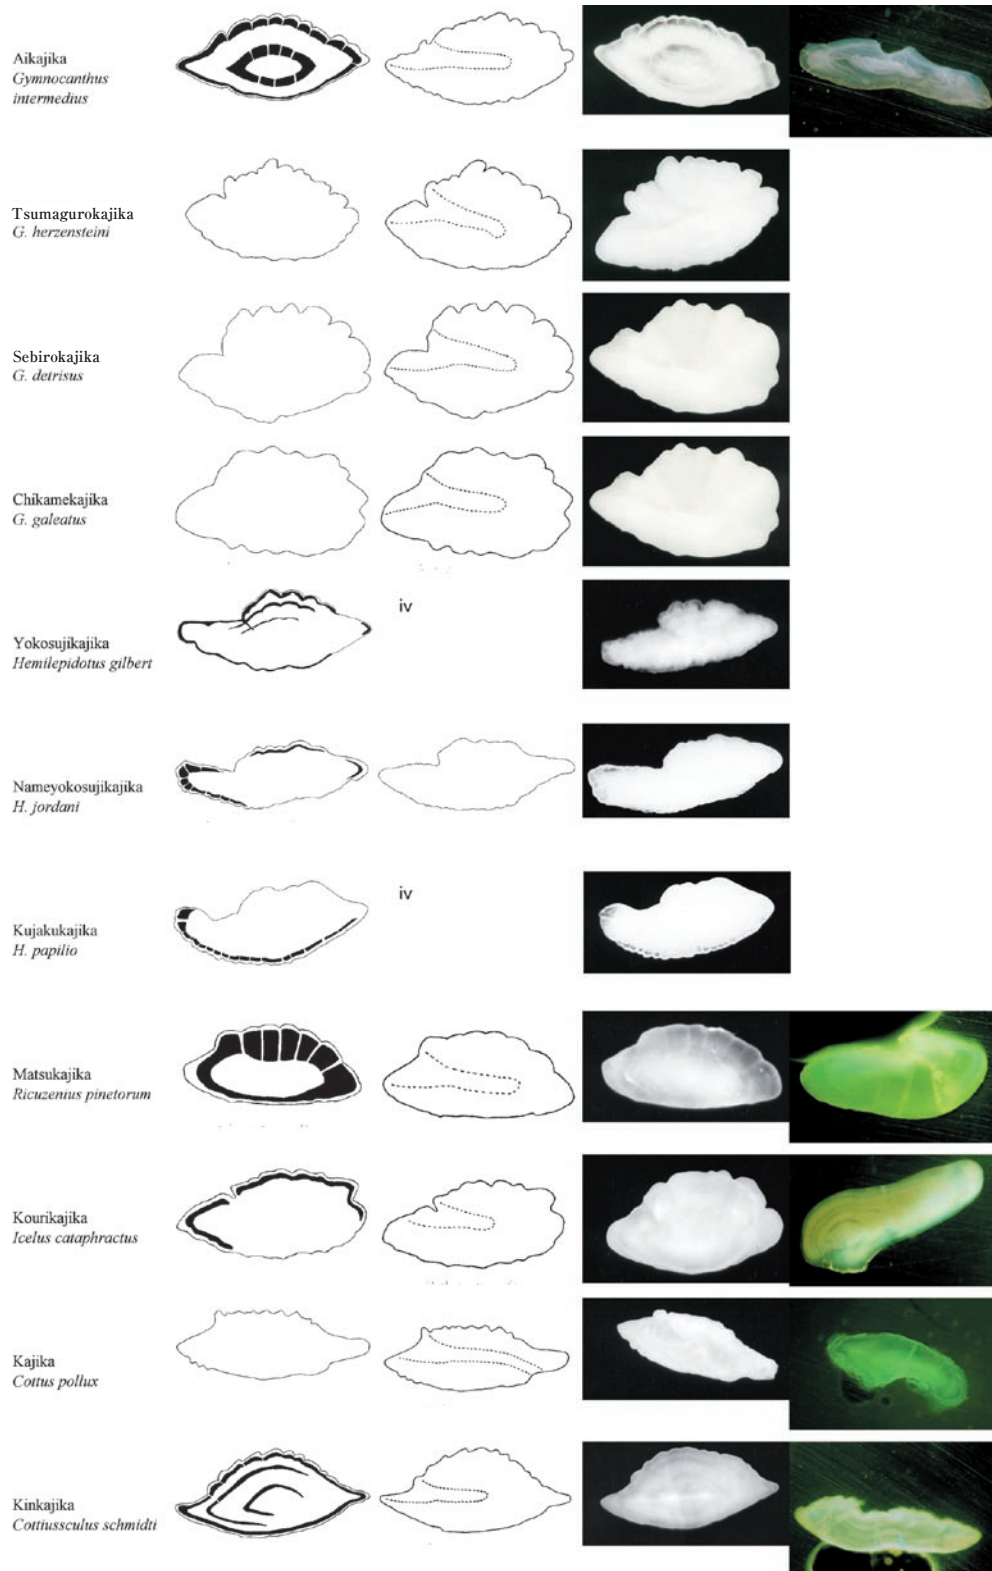 Aikajika
Gymnocanthus
intermedius
Tsumagurokajika
G. herzensteini
Sebirokajika
G. detrisus
Chikamekajika
G. galeatus
iv
Yokosujikajika
Hemilepidotus gilbert
Nameyokosujikajika
H. jordani
iv
Kujakukajika
H. papilio
Matsukajika
Ricuzenius pinetorum
Kourikajika
Icelus cataphractus
Kajika
Cottus pollux
Kinkajika
Cottiussculus schmidti